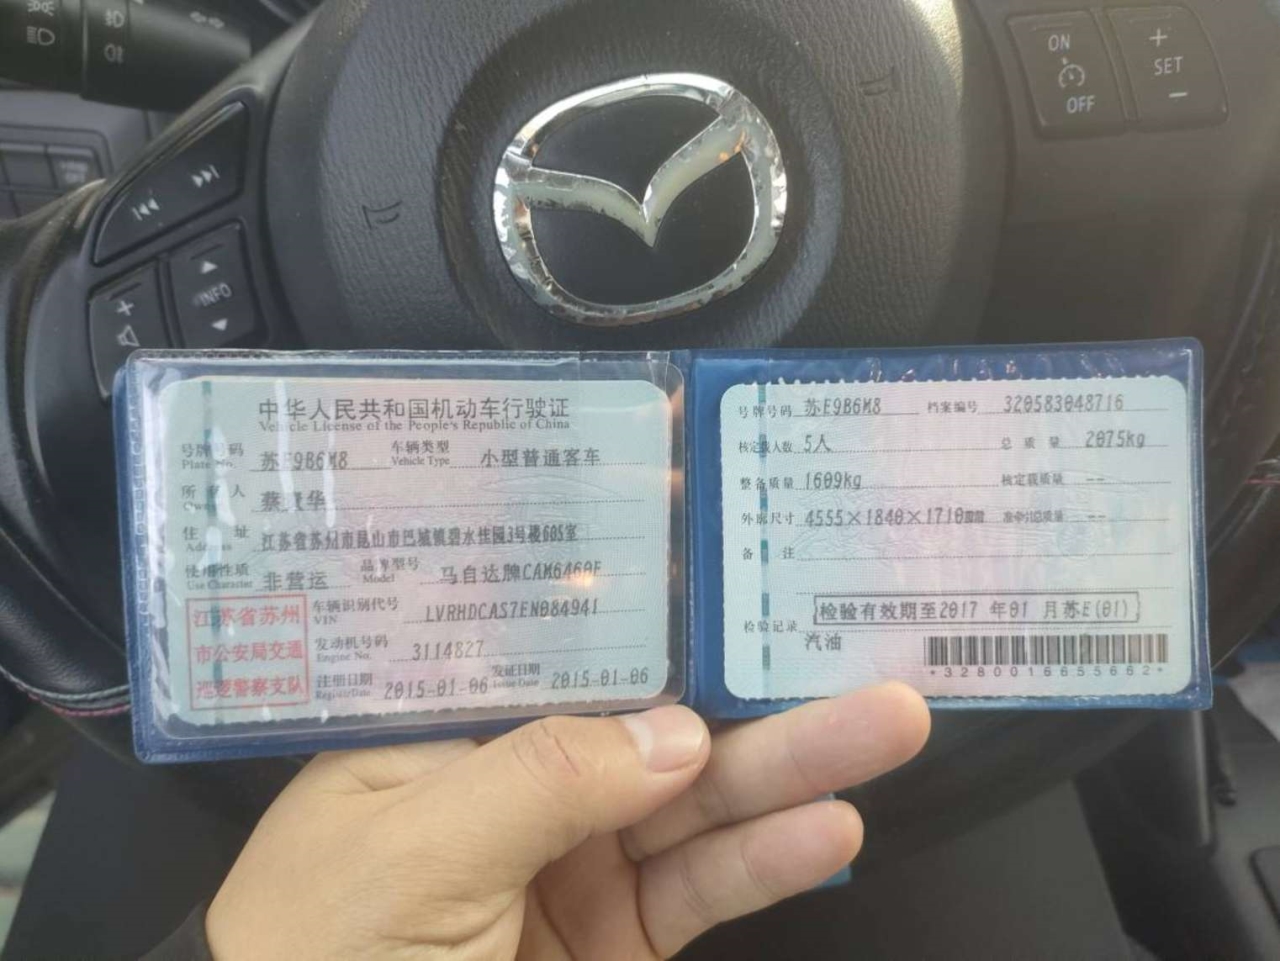 ON
OFF
+
SET
−
INFO
+
中华人民共和国机动车行驶证
Vehicle License of the People's Republic of China
号牌号码 苏E9B6M8 车辆类型 小型普通客车
Plate No. Vehicle Type
所有人
住址 江苏省苏州市昆山市巴城镇碧水佳园3号楼605室
Address
使用性质 非营运 品牌型号 马自达牌CAM6460F
Use Character Model
江苏省苏州
市公安局交通
巡逻警察支队
车辆识别代号 LVRHDCAS7EN084941
VIN
发动机号码 3114827
Engine No.
注册日期 2015-01-06 发证日期 2015-01-06
Register Date Issue Date
号牌号码 苏E9B6M8 档案编号 320583048716
核定载人数 5人 总质量 2075kg
整备质量 1609kg 核定载质量 --
外廓尺寸 4555×1840×1710mm 准牵引总质量 --
备注
检验有效期至2017 年01 月苏E(01)
检验记录
汽油
*3280016655662*